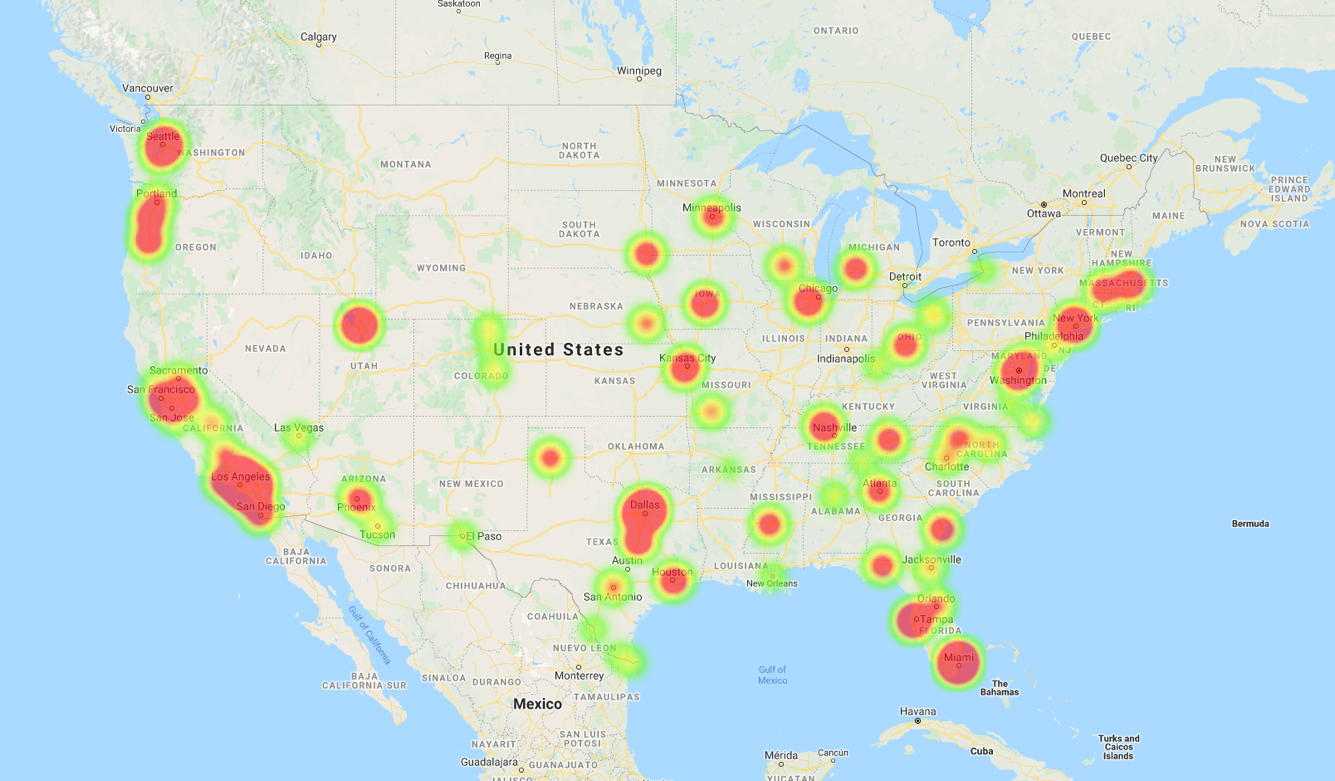 Saskatoon
Calgary
ONTARIO
QUEBEC
Regina
Winnipeg
Vancouver
Victoria
Seattle
WASHINGTON
NORTH
DAKOTA
MONTANA
Quebec City
NEW
BRUNSWICK
PRINCE
EDWARD
ISLAND
MINNESOTA
Portland
Montreal
Ottawa
MAINE
NOVA SCOTIA
Minneapolis
SOUTH
DAKOTA
WISCONSIN
VERMONT
Toronto
OREGON
IDAHO
MICHIGAN
NEW
HAMPSHIRE
WYOMING
Detroit
NEW YORK
MASSACHUSETTS
Chicago
IOWA
CT
RI
NEBRASKA
New York
PENNSYLVANIA
Philadelphia
NJ
OHIO
ILLINOIS
INDIANA
Indianapolis
United States
NEVADA
UTAH
MARYLAND
Kansas City
Washington
Sacramento
COLORADO
KANSAS
MISSOURI
WEST
VIRGINIA
San Francisco
San Jose
KENTUCKY
VIRGINIA
CALIFORNIA
Las Vegas
Nashville
TENNESSEE
OKLAHOMA
NORTH
CAROLINA
Charlotte
ARKANSAS
Los Angeles
ARIZONA
NEW MEXICO
Atlanta
SOUTH
CAROLINA
MISSISSIPPI
ALABAMA
Dallas
San Diego
Phoenix
GEORGIA
Bermuda
Tucson
El Paso
TEXAS
BAJA
CALIFORNIA
Austin
LOUISIANA
Jacksonville
SONORA
Houston
New Orleans
CHIHUAHUA
San Antonio
Orlando
COAHUILA
Tampa
FLORIDA
Gulf of California
NUEVO LEON
Miami
Monterrey
Gulf of
Mexico
BAJA
CALIFORNIA SUR
SINALOA
DURANGO
The
Bahamas
TAMAULIPAS
Mexico
Havana
SAN LUIS
POTOSI
NAYARIT
Turks and
Caicos
Islands
Cuba
Mérida
Cancún
Guadalajara
GUANAJUATO
YUCATAN